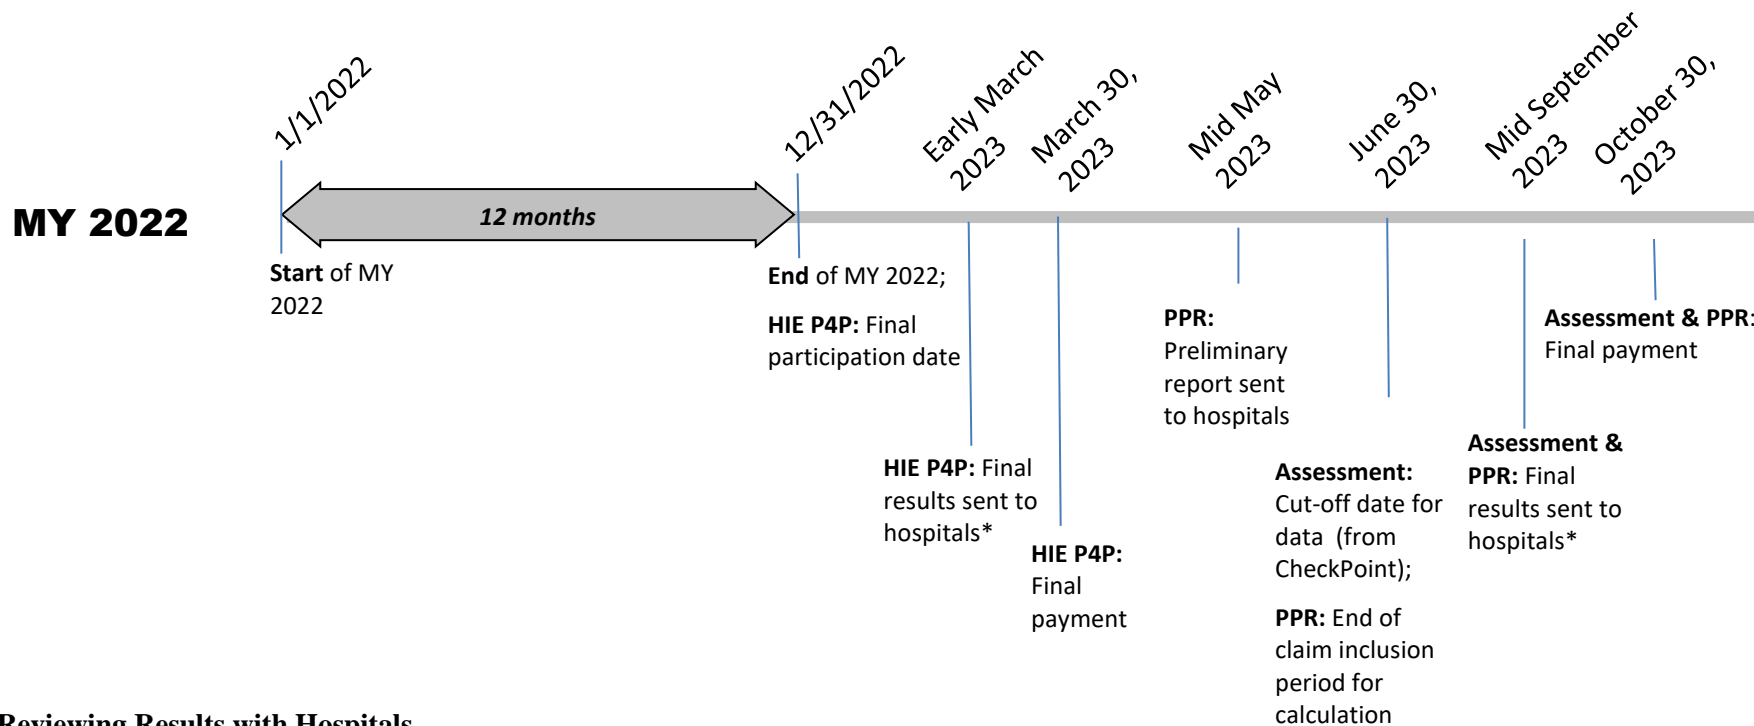 1/1/2022
12/31/2022
Early March
2023
March 30,
2023
Mid May
2023
June 30,
2023
Mid September
2023
October 30,
2023
MY 2022
12 months
Start of MY
2022
End of MY 2022;
HIE P4P: Final
participation date
HIE P4P: Final
results sent to
hospitals*
HIE P4P:
Final
payment
PPR:
Preliminary
report sent
to hospitals
Assessment:
Cut-off date for
data (from
CheckPoint);
PPR: End of
claim inclusion
period for
calculation
Assessment &
PPR: Final
results sent to
hospitals*
Assessment & PPR:
Final payment
Reviewing Results with Hospitals